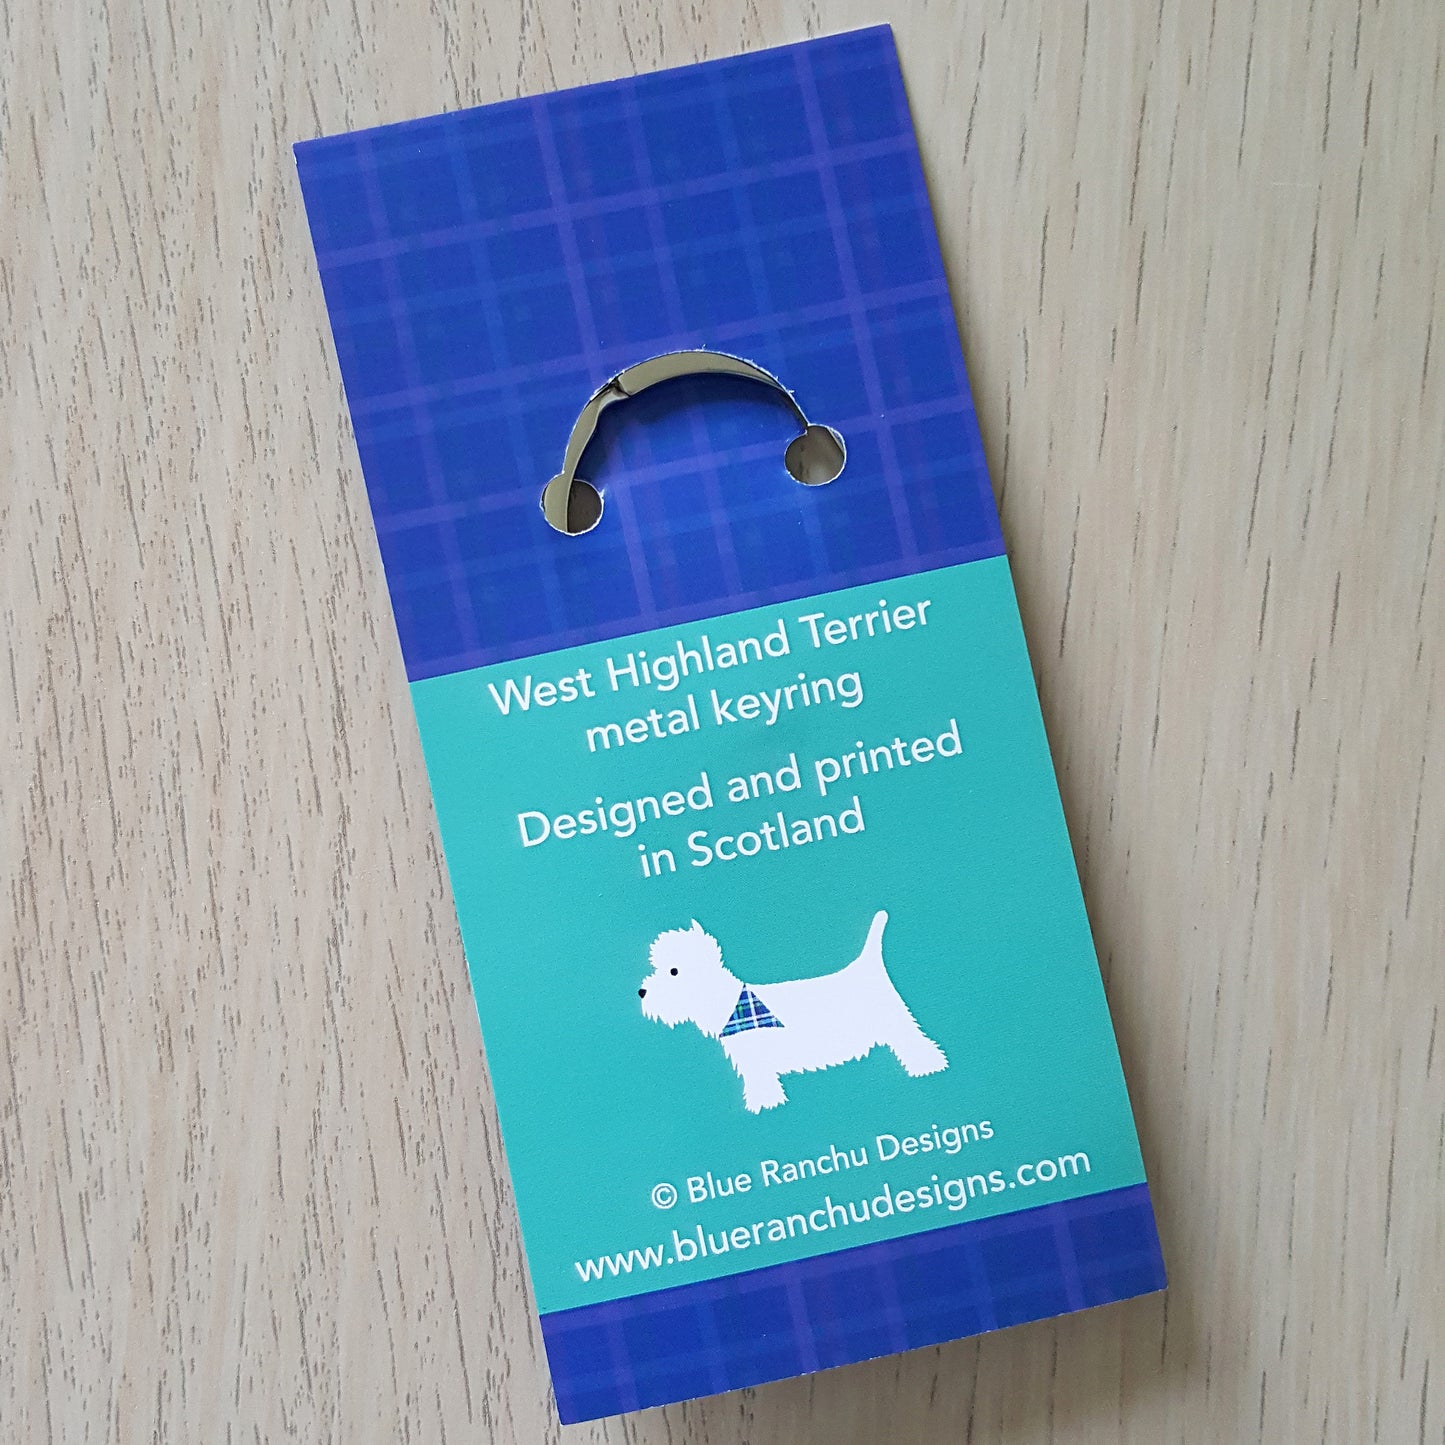 West Highland Terrier
metal keyring
Designed and printed
in Scotland
© Blue Ranchu Designs
www.blueranchudesigns.com